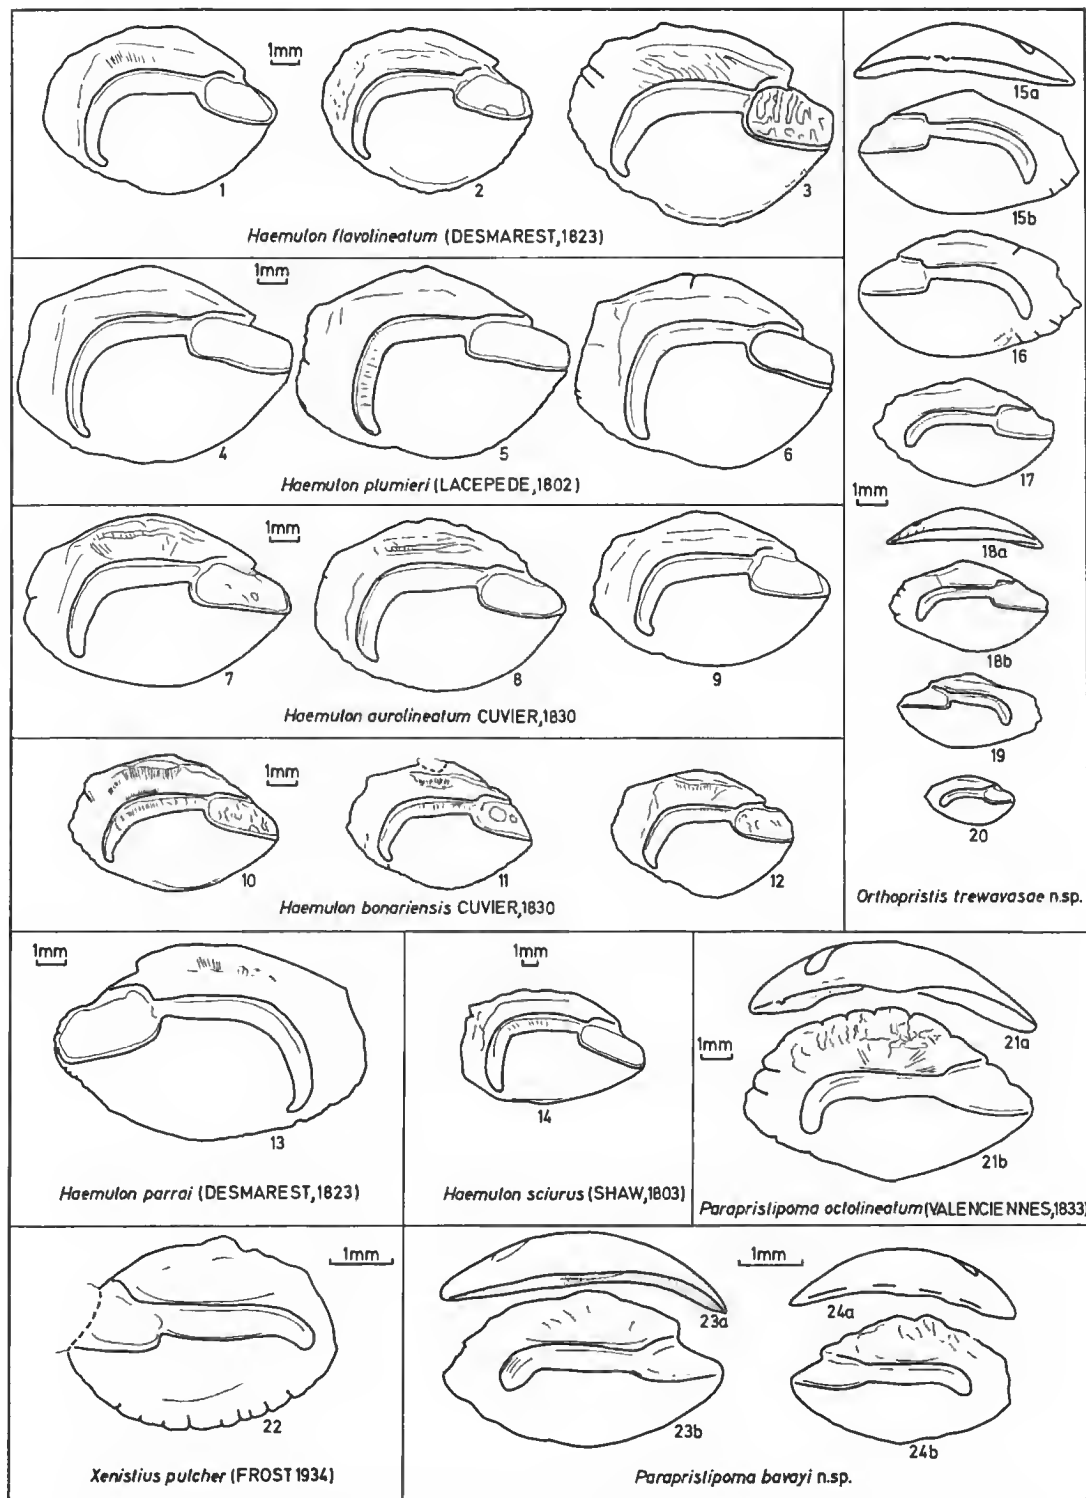 1mm
1
2
3
Haemulon flavolineatum (DESMAREST,1823)
1mm
4
5
6
Haemulon plumieri (LACEPEDE,1802)
1mm
7
8
9
Haemulon aurolineatum CUVIER,1830
1mm
10
11
12
Haemulon bonariensis CUVIER,1830
15a
15b
16
17
1mm
18a
18b
19
20
Orthopristis trewavasae n.sp.
1mm
13
Haemulon parrai (DESMAREST,1823)
1mm
14
Haemulon sciurus (SHAW,1803)
21a
1mm
21b
Parapristipoma octolineatum (VALENCIENNES,1833)
1mm
22
Xenistius pulcher (FROST 1934)
23a
1mm
24a
23b
24b
Parapristipoma bavayi n.sp.